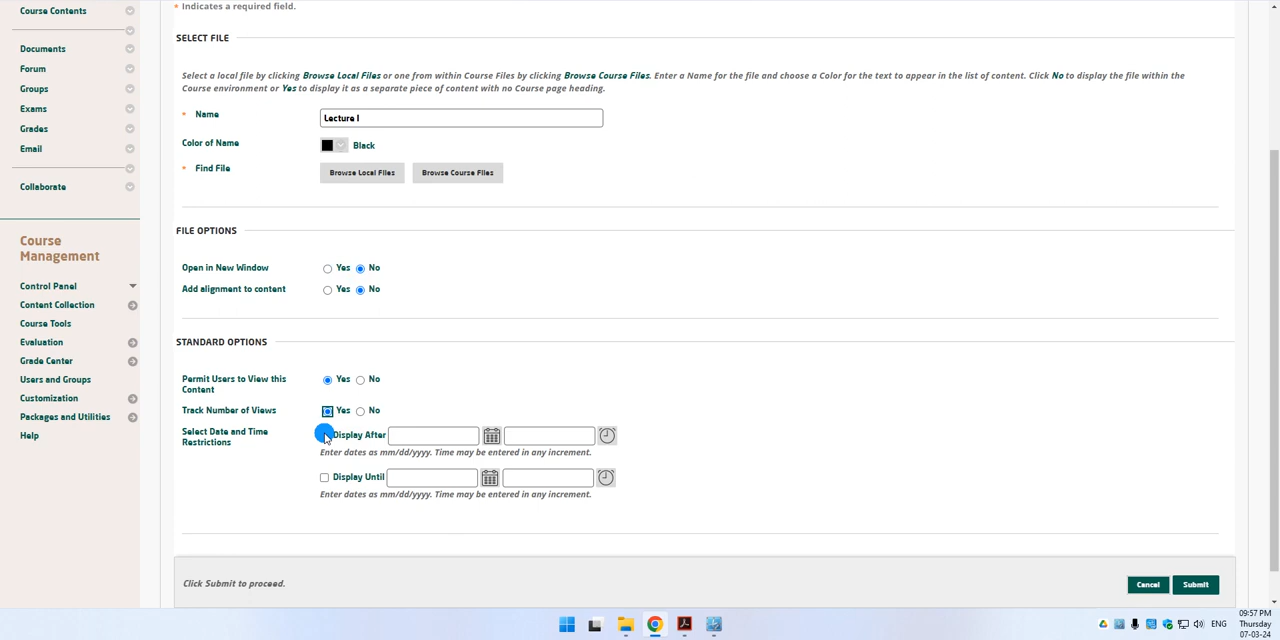 Course Contents
Documents
Forum
Groups
Exams
Grades
Email
Collaborate
Course
Management
Control Panel
Content Collection
Course Tools
Evaluation
Grade Center
Users and Groups
Customization
Packages and Utilities
Help
* Indicates a required field.
SELECT FILE
Select a local file by clicking Browse Local Files or one from within Course Files by clicking Browse Course Files. Enter a Name for the file and choose a Color for the text to appear in the list of content. Click No to display the file within the
Course environment or Yes to display it as a separate piece of content with no Course page heading.
* Name
Lecture I
Color of Name
Black
* Find File
Browse Local Files
Browse Course Files
FILE OPTIONS
Open in New Window
Yes No
Add alignment to content
Yes No
STANDARD OPTIONS
Permit Users to View this
Content
Yes No
Track Number of Views
Yes No
Select Date and Time
Restrictions
Display After
Enter dates as mm/dd/yyyy. Time may be entered in any increment.
Display Until
Enter dates as mm/dd/yyyy. Time may be entered in any increment.
Click Submit to proceed.
Cancel
Submit
ENG
09:57 PM
Thursday
07-03-24